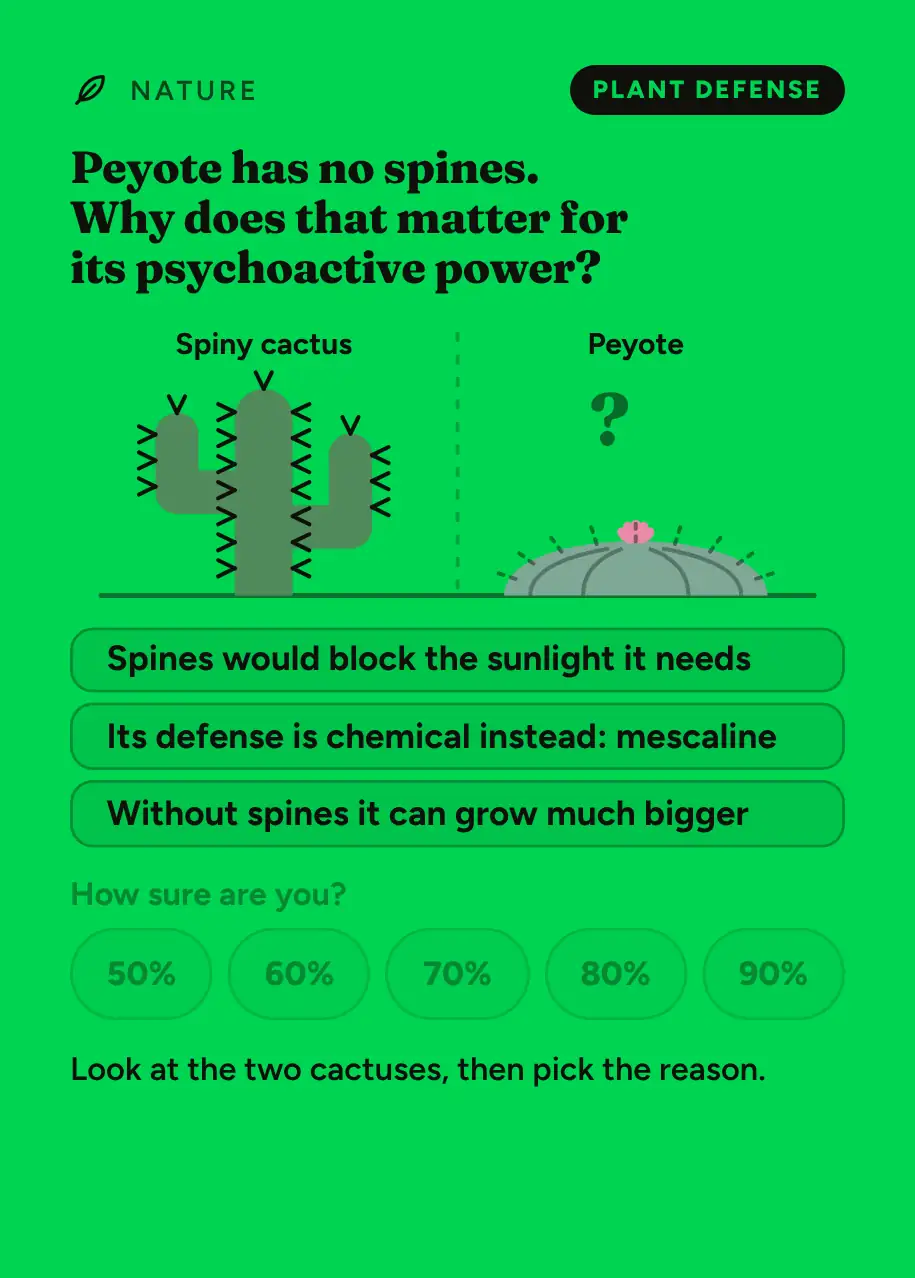 NATURE
PLANT DEFENSE
Peyote has no spines.
Why does that matter for
its psychoactive power?
Spiny cactus
Peyote
?
Spines would block the sunlight it needs
Its defense is chemical instead: mescaline
Without spines it can grow much bigger
How sure are you?
50%
60%
70%
80%
90%
Look at the two cactuses, then pick the reason.